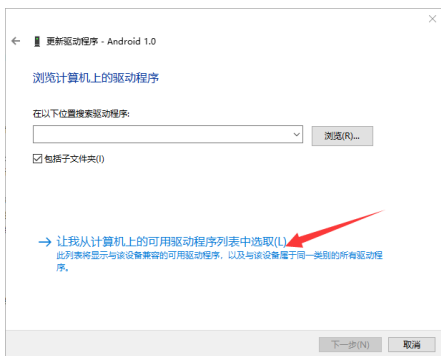 更新驱动程序 - Android 1.0
浏览计算机上的驱动程序
在以下位置搜索驱动程序:
浏览(R)...
包括子文件夹(I)
让我从计算机上的可用驱动程序列表中选取(L)
此列表将显示与该设备兼容的可用驱动程序，以及与该设备属于同一类别的所有驱动程
序。
下一步(N)
取消